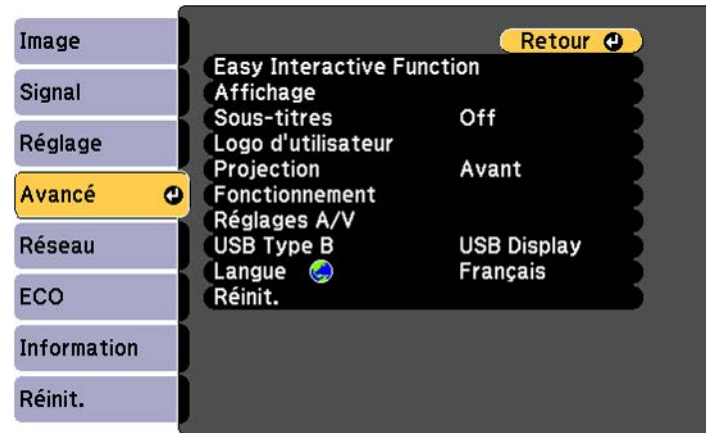 Image
Signal
Réglage
Avancé
Réseau
ECO
Information
Réinit.
Retour
Easy Interactive Function
Affichage
Sous-titres Off
Logo d'utilisateur
Projection Avant
Fonctionnement
Réglages A/V
USB Type B USB Display
Langue Français
Réinit.